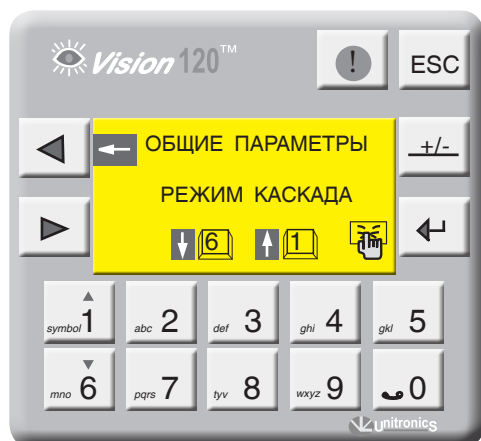 Vision 120™
! ESC
ОБЩИЕ ПАРАМЕТРЫ
+/-
РЕЖИМ КАСКАДА
6 1
symbol 1 abc 2 def 3 ghi 4 gkl 5
mno 6 pqrs 7 tyv 8 wxyz 9 0
unitronics